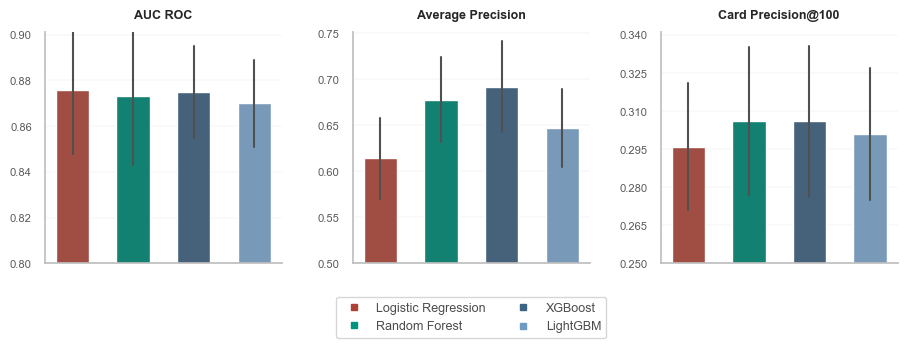 AUC ROC
0.90
0.88
0.86
0.84
0.82
0.80
Average Precision
0.75
0.70
0.65
0.60
0.55
0.50
Card Precision@100
0.340
0.325
0.310
0.295
0.280
0.265
0.250
Logistic Regression
Random Forest
XGBoost
LightGBM